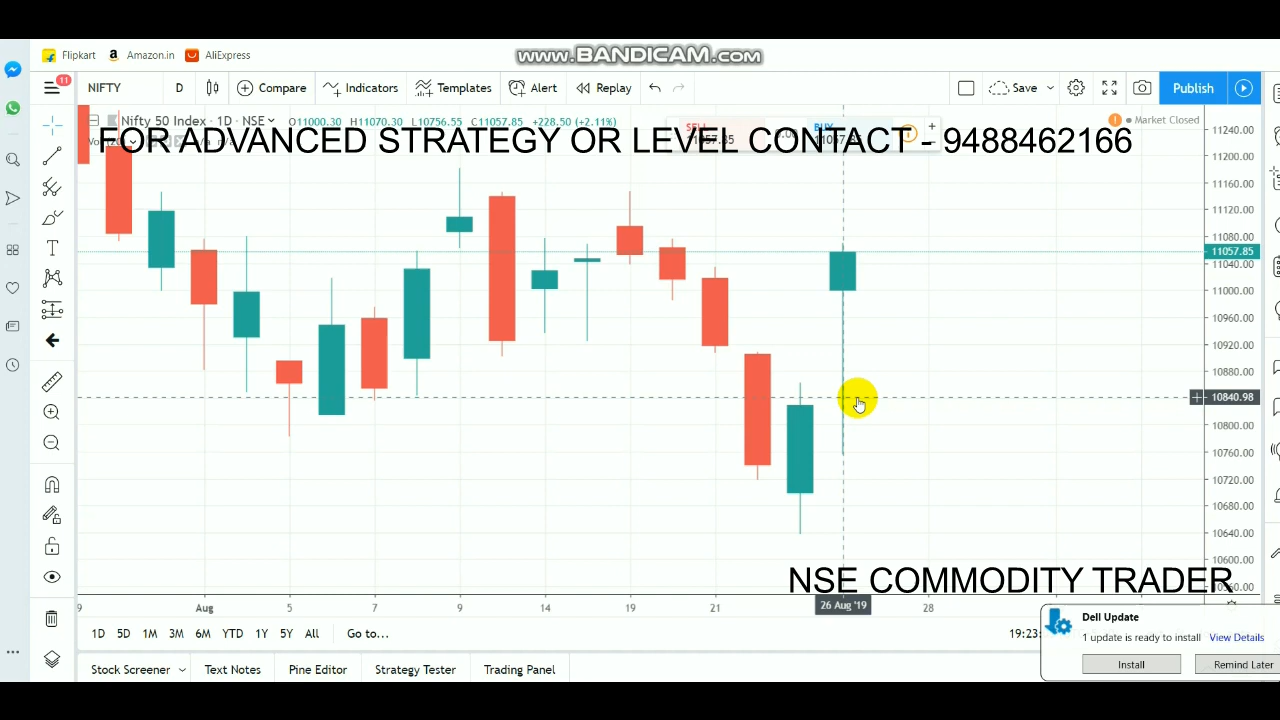 www.BANDICAM.com
Flipkart Amazon.in AliExpress
11 NIFTY D Compare Indicators Templates Alert Replay Save Publish
Nifty 50 Index · 1D · NSE O11000.30 H11070.30 L10756.55 C11057.85 +228.50 (+2.11%)
SELL BUY
Market Closed
FOR ADVANCED STRATEGY OR LEVEL CONTACT - 9488462166
11240.00
11200.00
11160.00
11120.00
11080.00
11057.85
11040.00
11000.00
10960.00
10920.00
10880.00
10840.98
10800.00
10760.00
10720.00
10680.00
10640.00
10600.00
10560.00
NSE COMMODITY TRADER
9 Aug 5 7 9 14 19 21 26 Aug '19 28
1D 5D 1M 3M 6M YTD 1Y 5Y All Go to...
19:23:
Dell Update
1 update is ready to install View Details
Install Remind Later
Stock Screener Text Notes Pine Editor Strategy Tester Trading Panel